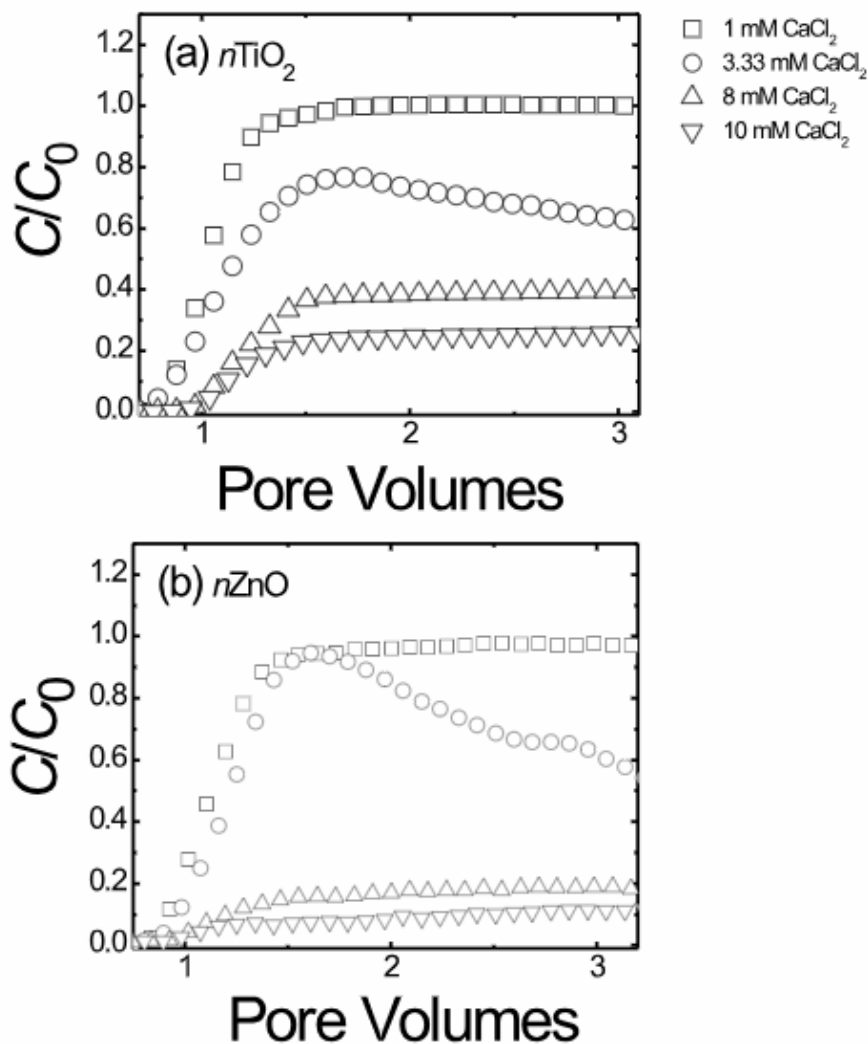 (a) nTiO₂
1.2
1.0
0.8
0.6
0.4
0.2
0.0
C/C₀
1 2 3
Pore Volumes
1 mM CaCl₂
3.33 mM CaCl₂
8 mM CaCl₂
10 mM CaCl₂
(b) nZnO
1.2
1.0
0.8
0.6
0.4
0.2
0.0
C/C₀
1 2 3
Pore Volumes